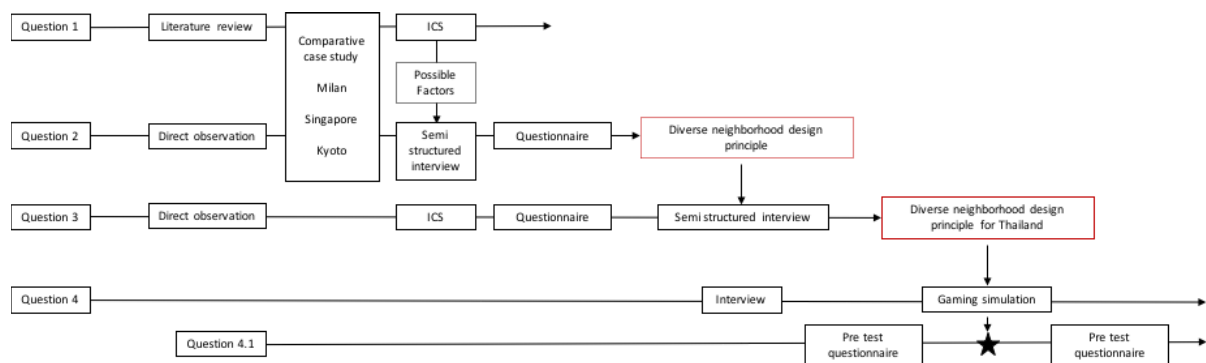 Question 1
Literature review
Comparative
case study
Milan
Singapore
Kyoto
ICS
Possible
Factors
Question 2
Direct observation
Semi
structured
interview
Questionnaire
Diverse neighborhood design
principle
Question 3
Direct observation
ICS
Questionnaire
Semi structured interview
Diverse neighborhood design
principle for Thailand
Question 4
Interview
Gaming simulation
Question 4.1
Pre test
questionnaire
Pre test
questionnaire